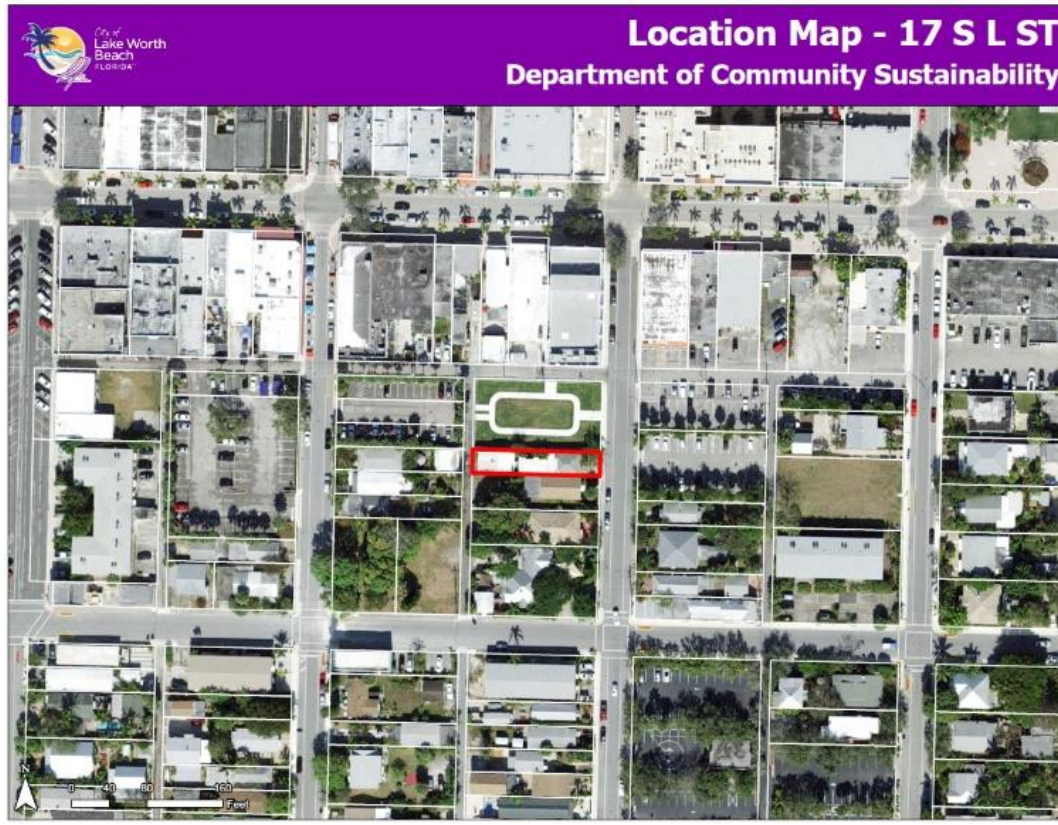 City of
Lake Worth
Beach
FLORIDA
Location Map - 17 S L ST
Department of Community Sustainability
N
0 40 80 160
Feet